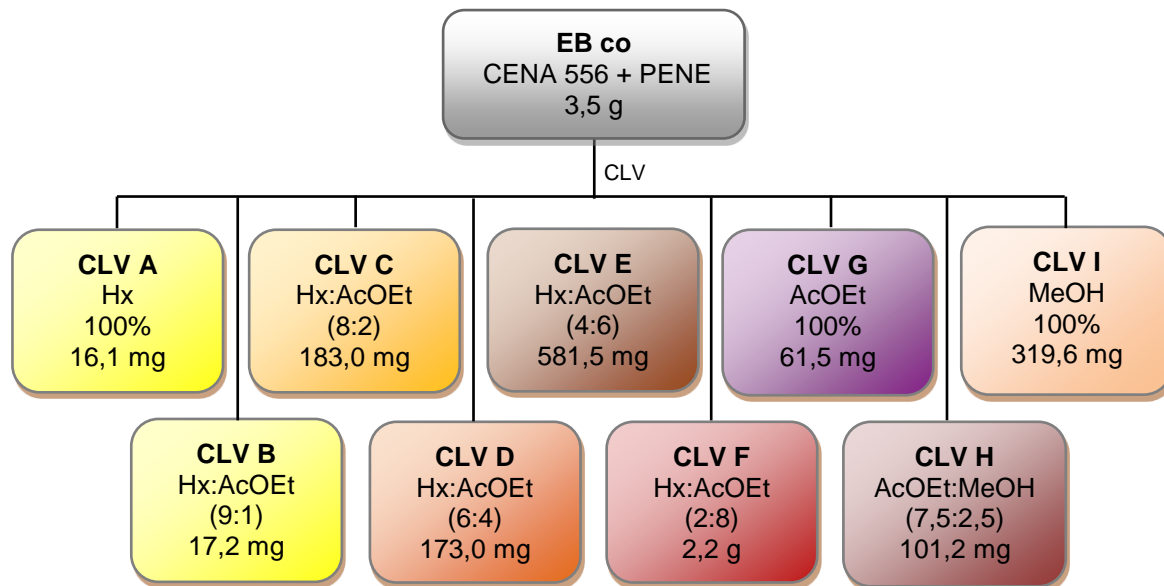 EB co
CENA 556 + PENE
3,5 g
CLV
CLV A
Hx
100%
16,1 mg
CLV C
Hx:AcOEt
(8:2)
183,0 mg
CLV E
Hx:AcOEt
(4:6)
581,5 mg
CLV G
AcOEt
100%
61,5 mg
CLV I
MeOH
100%
319,6 mg
CLV B
Hx:AcOEt
(9:1)
17,2 mg
CLV D
Hx:AcOEt
(6:4)
173,0 mg
CLV F
Hx:AcOEt
(2:8)
2,2 g
CLV H
AcOEt:MeOH
(7,5:2,5)
101,2 mg